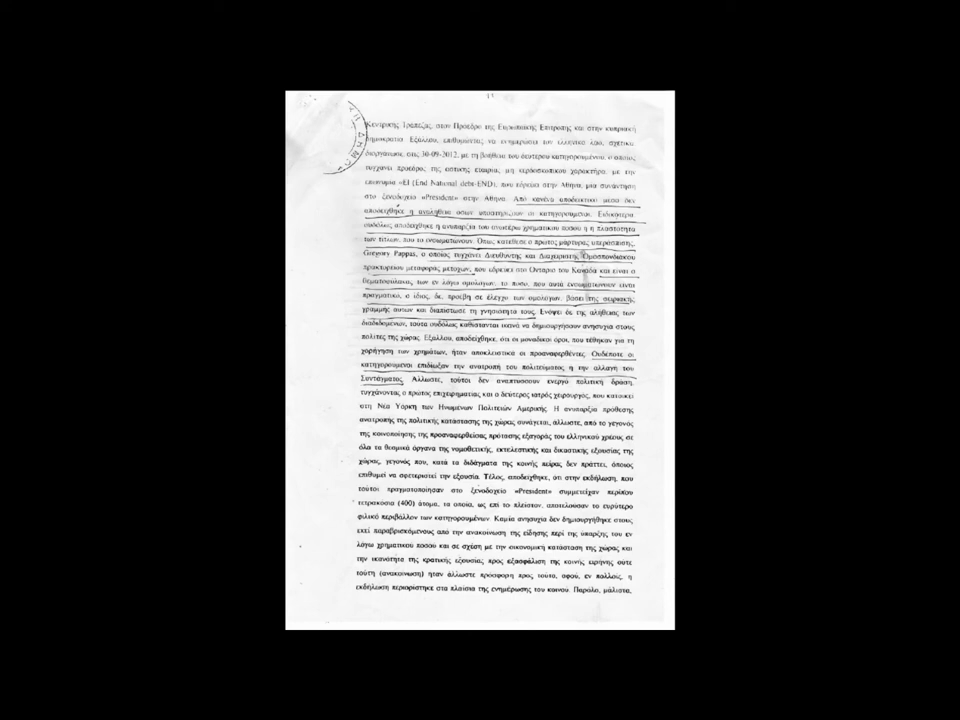 13
Κεντρικής Τράπεζας, στον Πρόεδρο της Ευρωπαϊκής Επιτροπής και στην κυπριακή
δημοκρατία. Εξάλλου, επιθυμώντας να ενημερώσει τον ελληνικό λαό, σχετικά,
διοργάνωσε, στις 30-09-2012, με τη βοήθεια του δεύτερου κατηγορουμένου, ο οποίος
τυγχάνει πρόεδρος της αστικής εταιρίας, μη κερδοσκοπικού χαρακτήρα, με την
επωνυμία «ΕΙ (End National debt-END), που εδρεύει στην Αθήνα, μια συνάντηση
στο ξενοδοχείο «President» στην Αθήνα. Από κανένα αποδεικτικό μέσο δεν
αποδείχθηκε η αναλήθεια όσων υποστηρίζουν οι κατηγορούμενοι. Ειδικότερα,
ουδόλως αποδείχθηκε η ανυπαρξία του ανωτέρω χρηματικού ποσού ή η πλαστότητα
των τίτλων, που το ενσωματώνουν. Όπως κατέθεσε ο πρώτος μάρτυρας υπεράσπισης,
Gregory Pappas, ο οποίος τυγχάνει Διευθυντής και Διαχειριστής Ομοσπονδιακού
πρακτορείου μεταφοράς μετοχών, που εδρεύει στο Οντάριο του Καναδά και είναι ο
θεματοφύλακας των εν λόγω ομολόγων, το ποσό, που αυτά ενσωματώνουν είναι
πραγματικό, ο ίδιος, δε, προέβη σε έλεγχο των ομολόγων, βάσει της σειριακής
γραμμής αυτών και διαπίστωσε τη γνησιότητά τους. Ενόψει δε της αλήθειας των
διαδιδομένων, τούτα ουδόλως καθίστανται ικανά να δημιουργήσουν ανησυχία στους
πολίτες της χώρας. Εξάλλου, αποδείχθηκε, ότι οι μοναδικοί όροι, που τέθηκαν για τη
χορήγηση των χρημάτων, ήταν αποκλειστικά οι προαναφερθέντες. Ουδέποτε οι
κατηγορούμενοι επιδίωξαν την ανατροπή του πολιτεύματος ή την αλλαγή του
Συντάγματος. Άλλωστε, τούτοι δεν αναπτύσσουν ενεργό πολιτική δράση,
τυγχάνοντας ο πρώτος επιχειρηματίας και ο δεύτερος ιατρός χειρουργός, που κατοικεί
στη Νέα Υόρκη των Ηνωμένων Πολιτειών Αμερικής. Η ανυπαρξία πρόθεσης
ανατροπής της πολιτικής κατάστασης της χώρας συνάγεται, άλλωστε, από το γεγονός
της κοινοποίησης της προαναφερθείσας πρότασης εξαγοράς του ελληνικού χρέους σε
όλα τα θεσμικά όργανα της νομοθετικής, εκτελεστικής και δικαστικής εξουσίας της
χώρας, γεγονός που, κατά τα διδάγματα της κοινής πείρας δεν πράττει, όποιος
επιθυμεί να σφετεριστεί την εξουσία. Τέλος, αποδείχθηκε, ότι στην εκδήλωση, που
τούτοι πραγματοποίησαν στο ξενοδοχείο «President» συμμετείχαν περίπου
τετρακόσια (400) άτομα, τα οποία, ως επί το πλείστον, αποτελούσαν το ευρύτερο
φιλικό περιβάλλον των κατηγορουμένων. Καμία ανησυχία δεν δημιουργήθηκε στους
εκεί παραβρισκόμενους από την ανακοίνωση της είδησης περί της ύπαρξης του εν
λόγω χρηματικού ποσού και σε σχέση με την οικονομική κατάσταση της χώρας και
την ικανότητα της κρατικής εξουσίας προς εξασφάλιση της κοινής ειρήνης ούτε
τούτη (ανακοίνωση) ήταν άλλωστε πρόσφορη προς τούτο, αφού, εν πολλοίς, η
εκδήλωση περιορίστηκε στα πλαίσια της ενημέρωσης του κοινού. Παρόλο, μάλιστα,